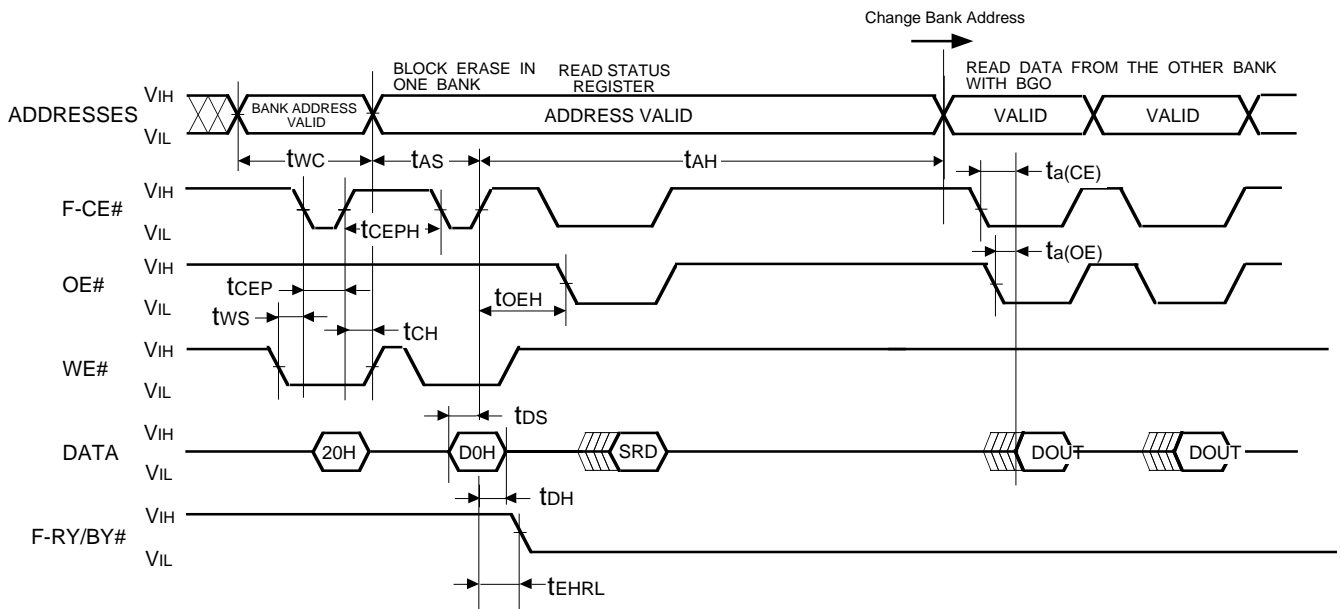 Change Bank Address
BLOCK ERASE IN
ONE BANK
READ STATUS
REGISTER
READ DATA FROM THE OTHER BANK
WITH BGO
ADDRESSES
VIH
VIL
BANK ADDRESS
VALID
ADDRESS VALID
VALID
VALID
tWC
tAS
tAH
ta(CE)
F-CE#
VIH
VIL
tCEPH
ta(OE)
OE#
VIH
VIL
tCEP
tOEH
tWS
tCH
WE#
VIH
VIL
tDS
DATA
VIH
VIL
20H
D0H
SRD
DOUT
DOUT
tDH
F-RY/BY#
VIH
VIL
tEHRL